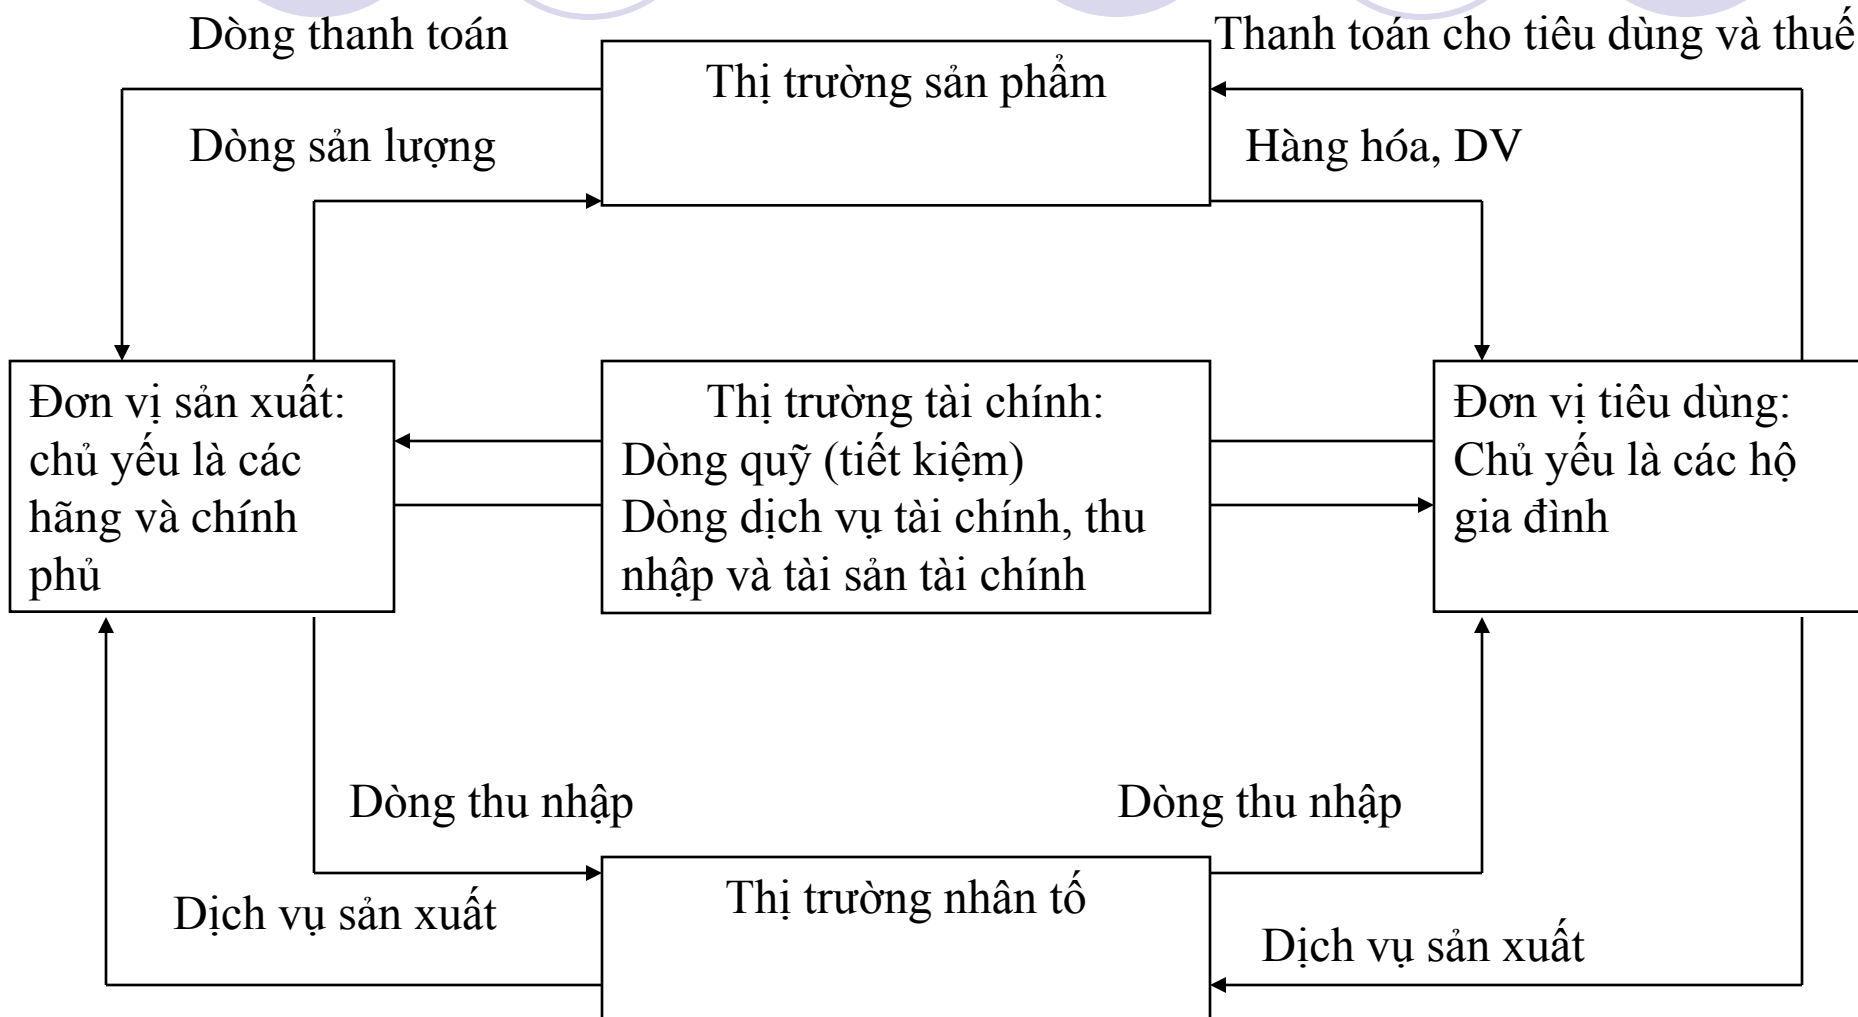 Dòng thanh toán
Thanh toán cho tiêu dùng và thuế
Thị trường sản phẩm
Dòng sản lượng
Hàng hóa, DV
Đơn vị sản xuất:
chủ yếu là các
hãng và chính
phủ
Thị trường tài chính:
Dòng quỹ (tiết kiệm)
Dòng dịch vụ tài chính, thu
nhập và tài sản tài chính
Đơn vị tiêu dùng:
Chủ yếu là các hộ
gia đình
Dòng thu nhập
Dòng thu nhập
Thị trường nhân tố
Dịch vụ sản xuất
Dịch vụ sản xuất